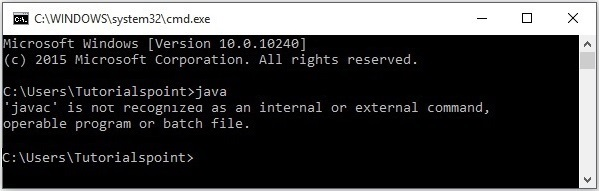 C:\WINDOWS\system32\cmd.exe
Microsoft Windows [Version 10.0.10240]
(c) 2015 Microsoft Corporation. All rights reserved.
C:\Users\Tutorialspoint>java
'javac' is not recognized as an internal or external command,
operable program or batch file.
C:\Users\Tutorialspoint>